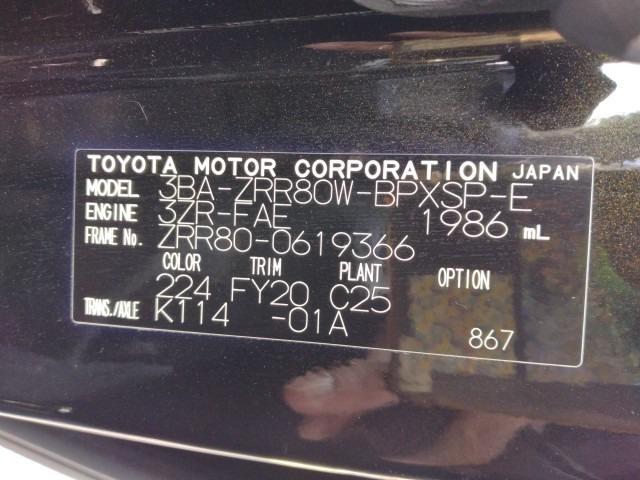 TOYOTA MOTOR CORPORATION JAPAN
MODEL 3BA-ZRR80W-BPXSP-E
ENGINE 3ZR-FAE 1986 mL
FRAME No. ZRR80-0619366
COLOR TRIM PLANT OPTION
224 FY20 C25
TRANS./AXLE K114 -01A
867